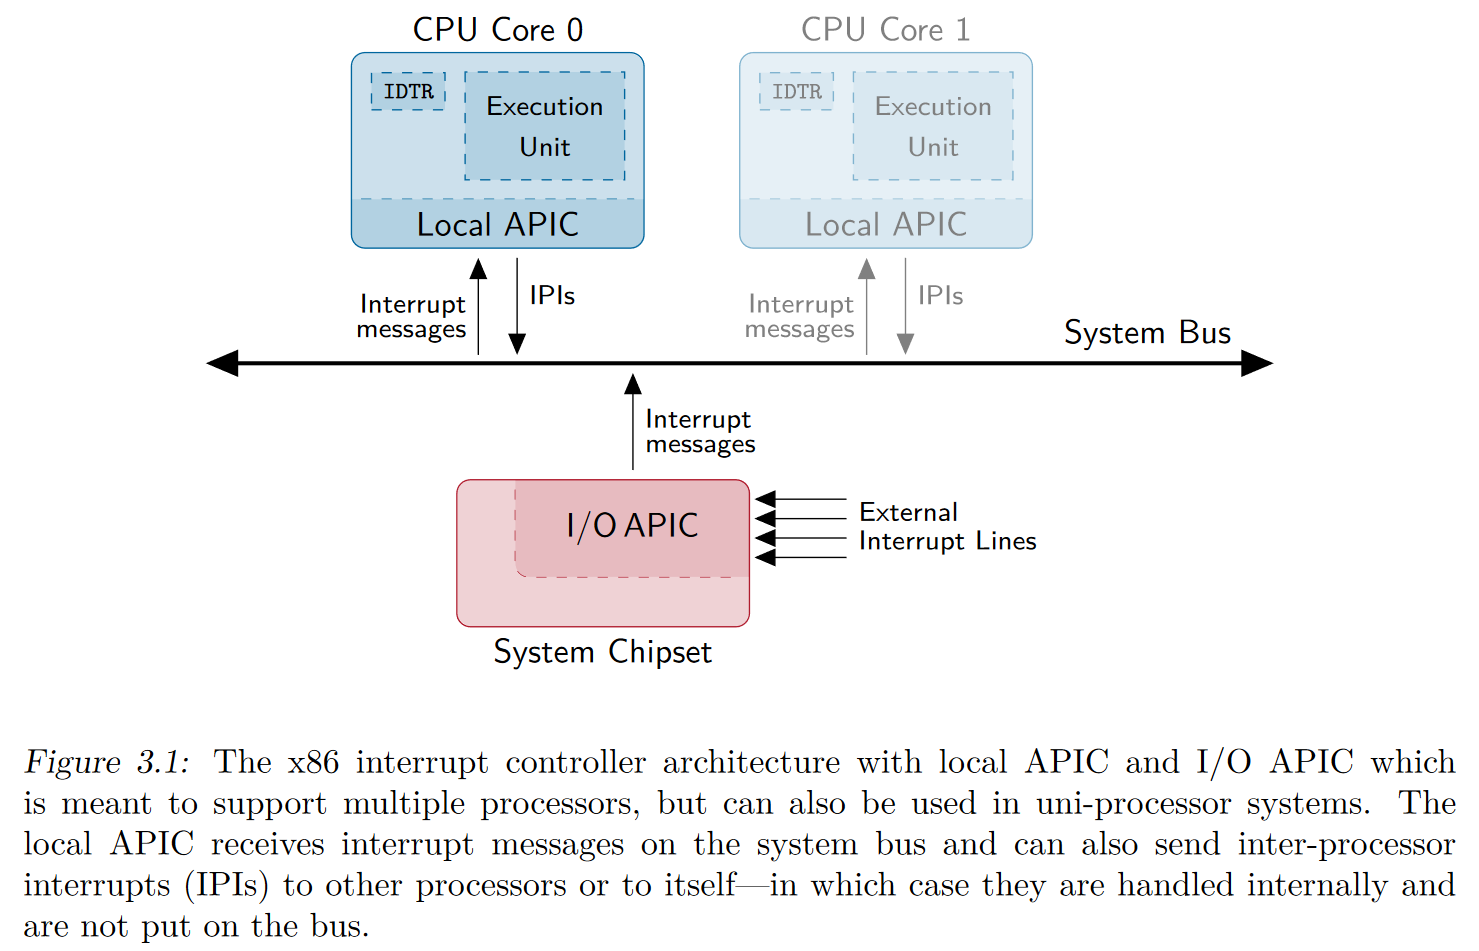 CPU Core 0
CPU Core 1
IDTR
Execution
Unit
Local APIC
IDTR
Execution
Unit
Local APIC
Interrupt
messages
IPIs
Interrupt
messages
IPIs
System Bus
Interrupt
messages
I/O APIC
External
Interrupt Lines
System Chipset
Figure 3.1: The x86 interrupt controller architecture with local APIC and I/O APIC which
is meant to support multiple processors, but can also be used in uni-processor systems. The
local APIC receives interrupt messages on the system bus and can also send inter-processor
interrupts (IPIs) to other processors or to itself—in which case they are handled internally and
are not put on the bus.